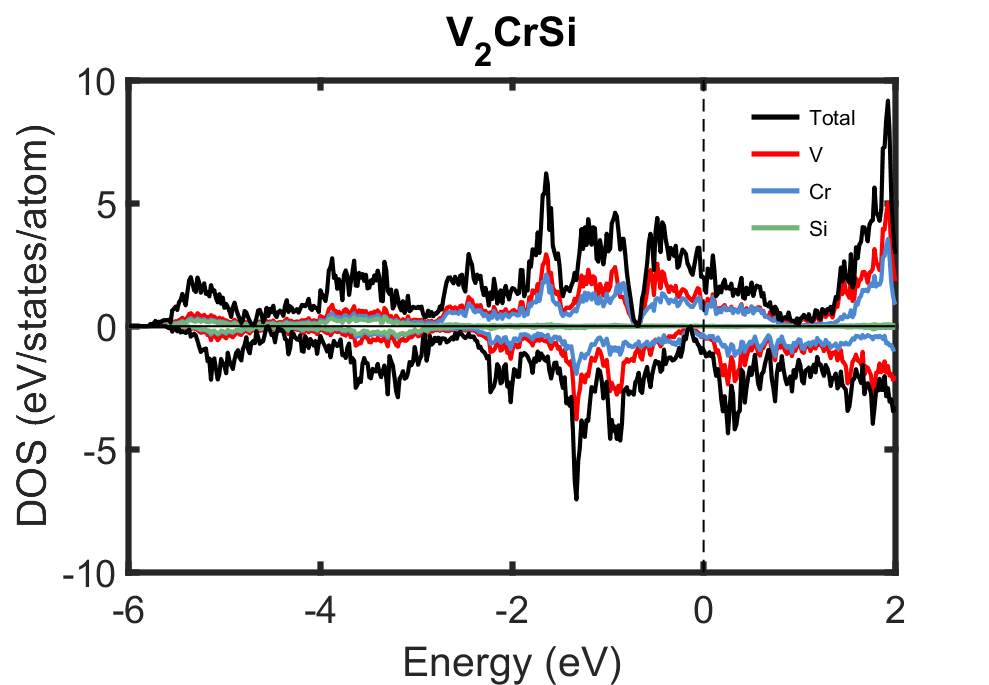 V₂CrSi
10
5
0
-5
-10
DOS (eV/states/atom)
Total
V
Cr
Si
-6 -4 -2 0 2
Energy (eV)